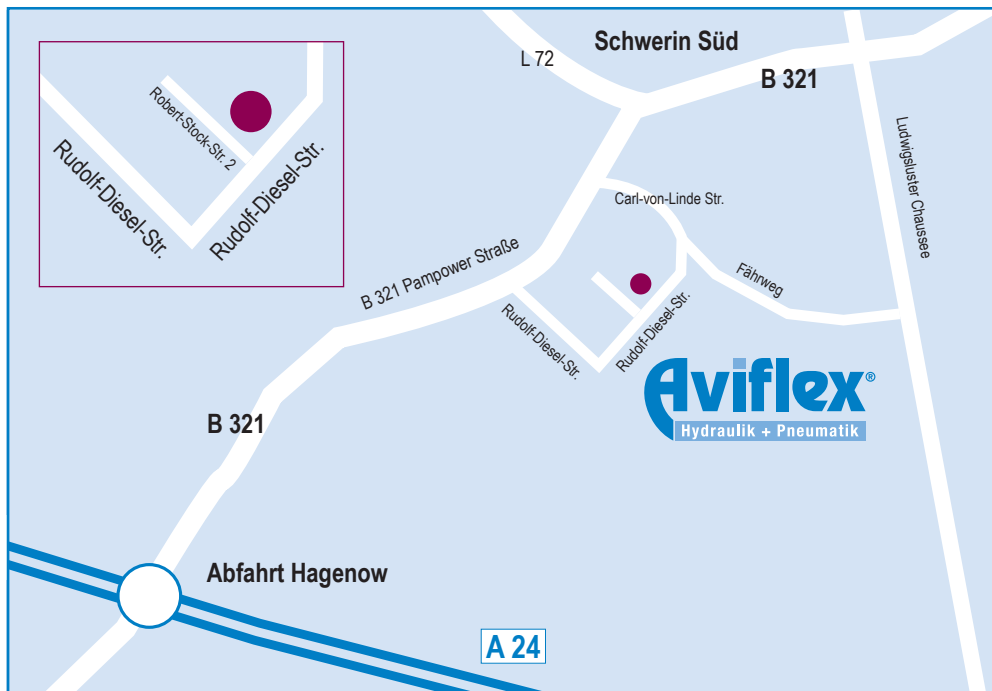 Schwerin Süd
L 72
B 321
Robert-Stock-Str. 2
Rudolf-Diesel-Str.
Rudolf-Diesel-Str.
Ludwigsluster Chaussee
Carl-von-Linde Str.
B 321 Pampower Straße
Fährweg
Rudolf-Diesel-Str.
Rudolf-Diesel-Str.
Aviflex®
Hydraulik + Pneumatik
B 321
Abfahrt Hagenow
A 24